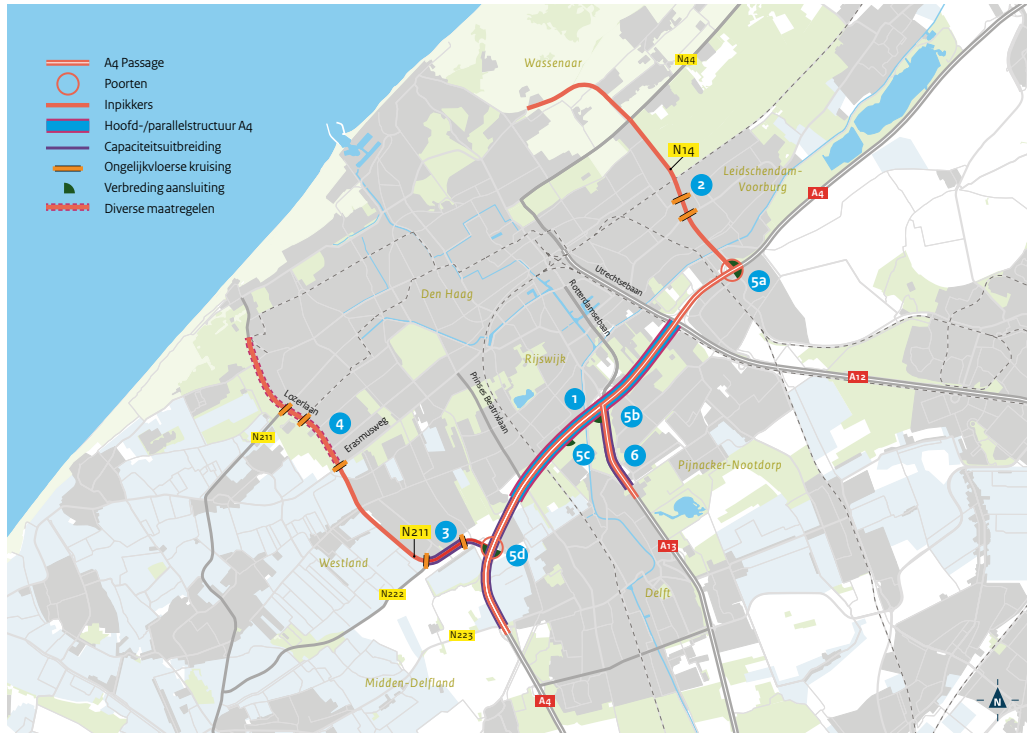 A4 Passage
Poorten
Inpikkers
Hoofd-/parallelstructuur A4
Capaciteitsuitbreiding
Ongelijkvloerse kruising
Verbreding aansluiting
Diverse maatregelen
Wassenaar
N44
N14
2
Leidschendam-
Voorburg
A4
5a
Utrechtsebaan
Den Haag
Rotterdamsebaan
Rijswijk
Prinses Beatrixlaan
A12
Lozerlaan
1
5b
4
Erasmusweg
N211
5c
6
Pijnacker-Nootdorp
N211
3
5d
A13
Westland
N222
Delft
N223
Midden-Delfland
A4
N